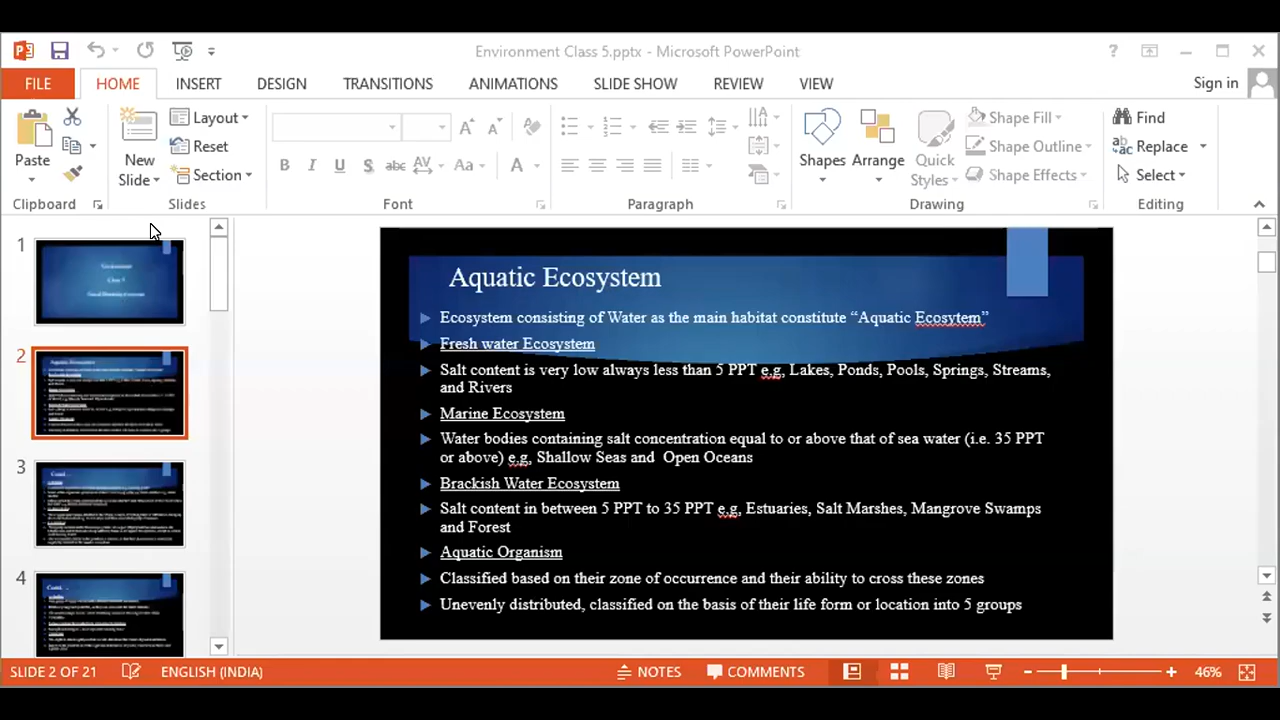 Environment Class 5.pptx - Microsoft PowerPoint
?
FILE HOME INSERT DESIGN TRANSITIONS ANIMATIONS SLIDE SHOW REVIEW VIEW Sign in
Paste
New
Slide
Layout
Reset
Section
B I U S abc AV Aa A
Shapes
Arrange
Quick
Styles
Shape Fill
Shape Outline
Shape Effects
Find
Replace
Select
Clipboard Slides Font Paragraph Drawing Editing
1
2
3
4
Aquatic Ecosystem
Ecosystem consisting of Water as the main habitat constitute “Aquatic Ecosytem”
Fresh water Ecosystem
Salt content is very low always less than 5 PPT e.g, Lakes, Ponds, Pools, Springs, Streams,
and Rivers
Marine Ecosystem
Water bodies containing salt concentration equal to or above that of sea water (i.e. 35 PPT
or above) e.g, Shallow Seas and Open Oceans
Brackish Water Ecosystem
Salt content in between 5 PPT to 35 PPT e.g. Estuaries, Salt Marshes, Mangrove Swamps
and Forest
Aquatic Organism
Classified based on their zone of occurrence and their ability to cross these zones
Unevenly distributed, classified on the basis of their life form or location into 5 groups
SLIDE 2 OF 21 ENGLISH (INDIA) NOTES COMMENTS 46%